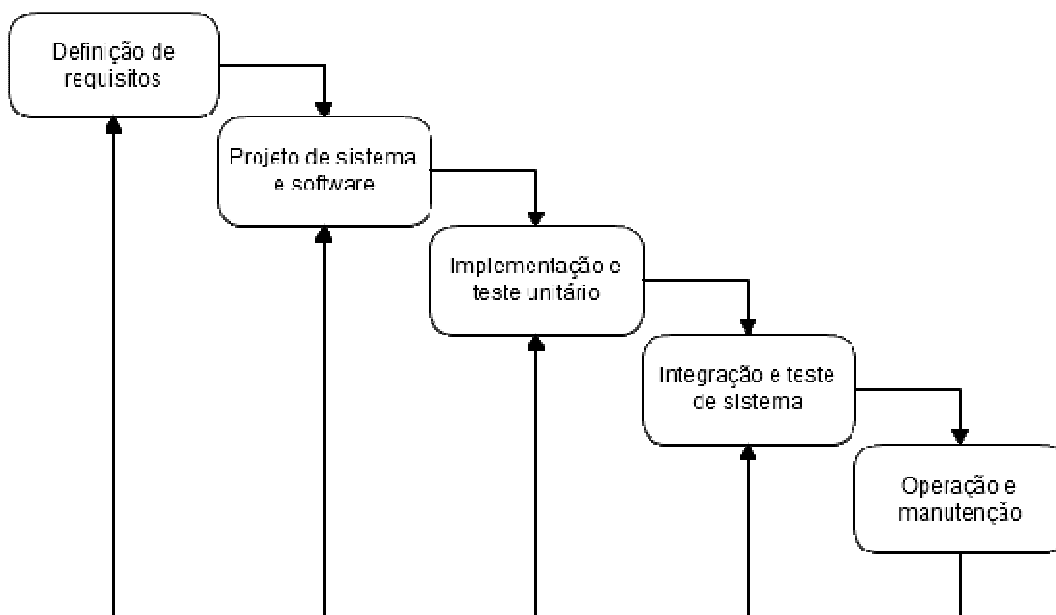 Definição de
requisitos
Projeto de sistema
e software
Implementação e
teste unitário
Integração e teste
de sistema
Operação e
manutenção